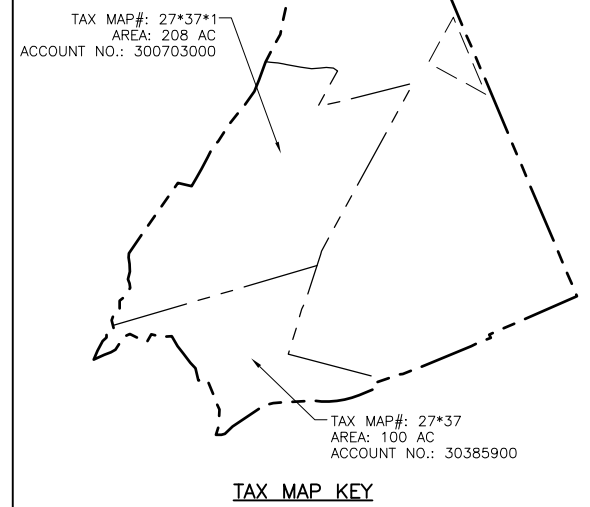 TAX MAP#: 27*37*1
AREA: 208 AC
ACCOUNT NO.: 300703000
TAX MAP#: 27*37
AREA: 100 AC
ACCOUNT NO.: 30385900
TAX MAP KEY